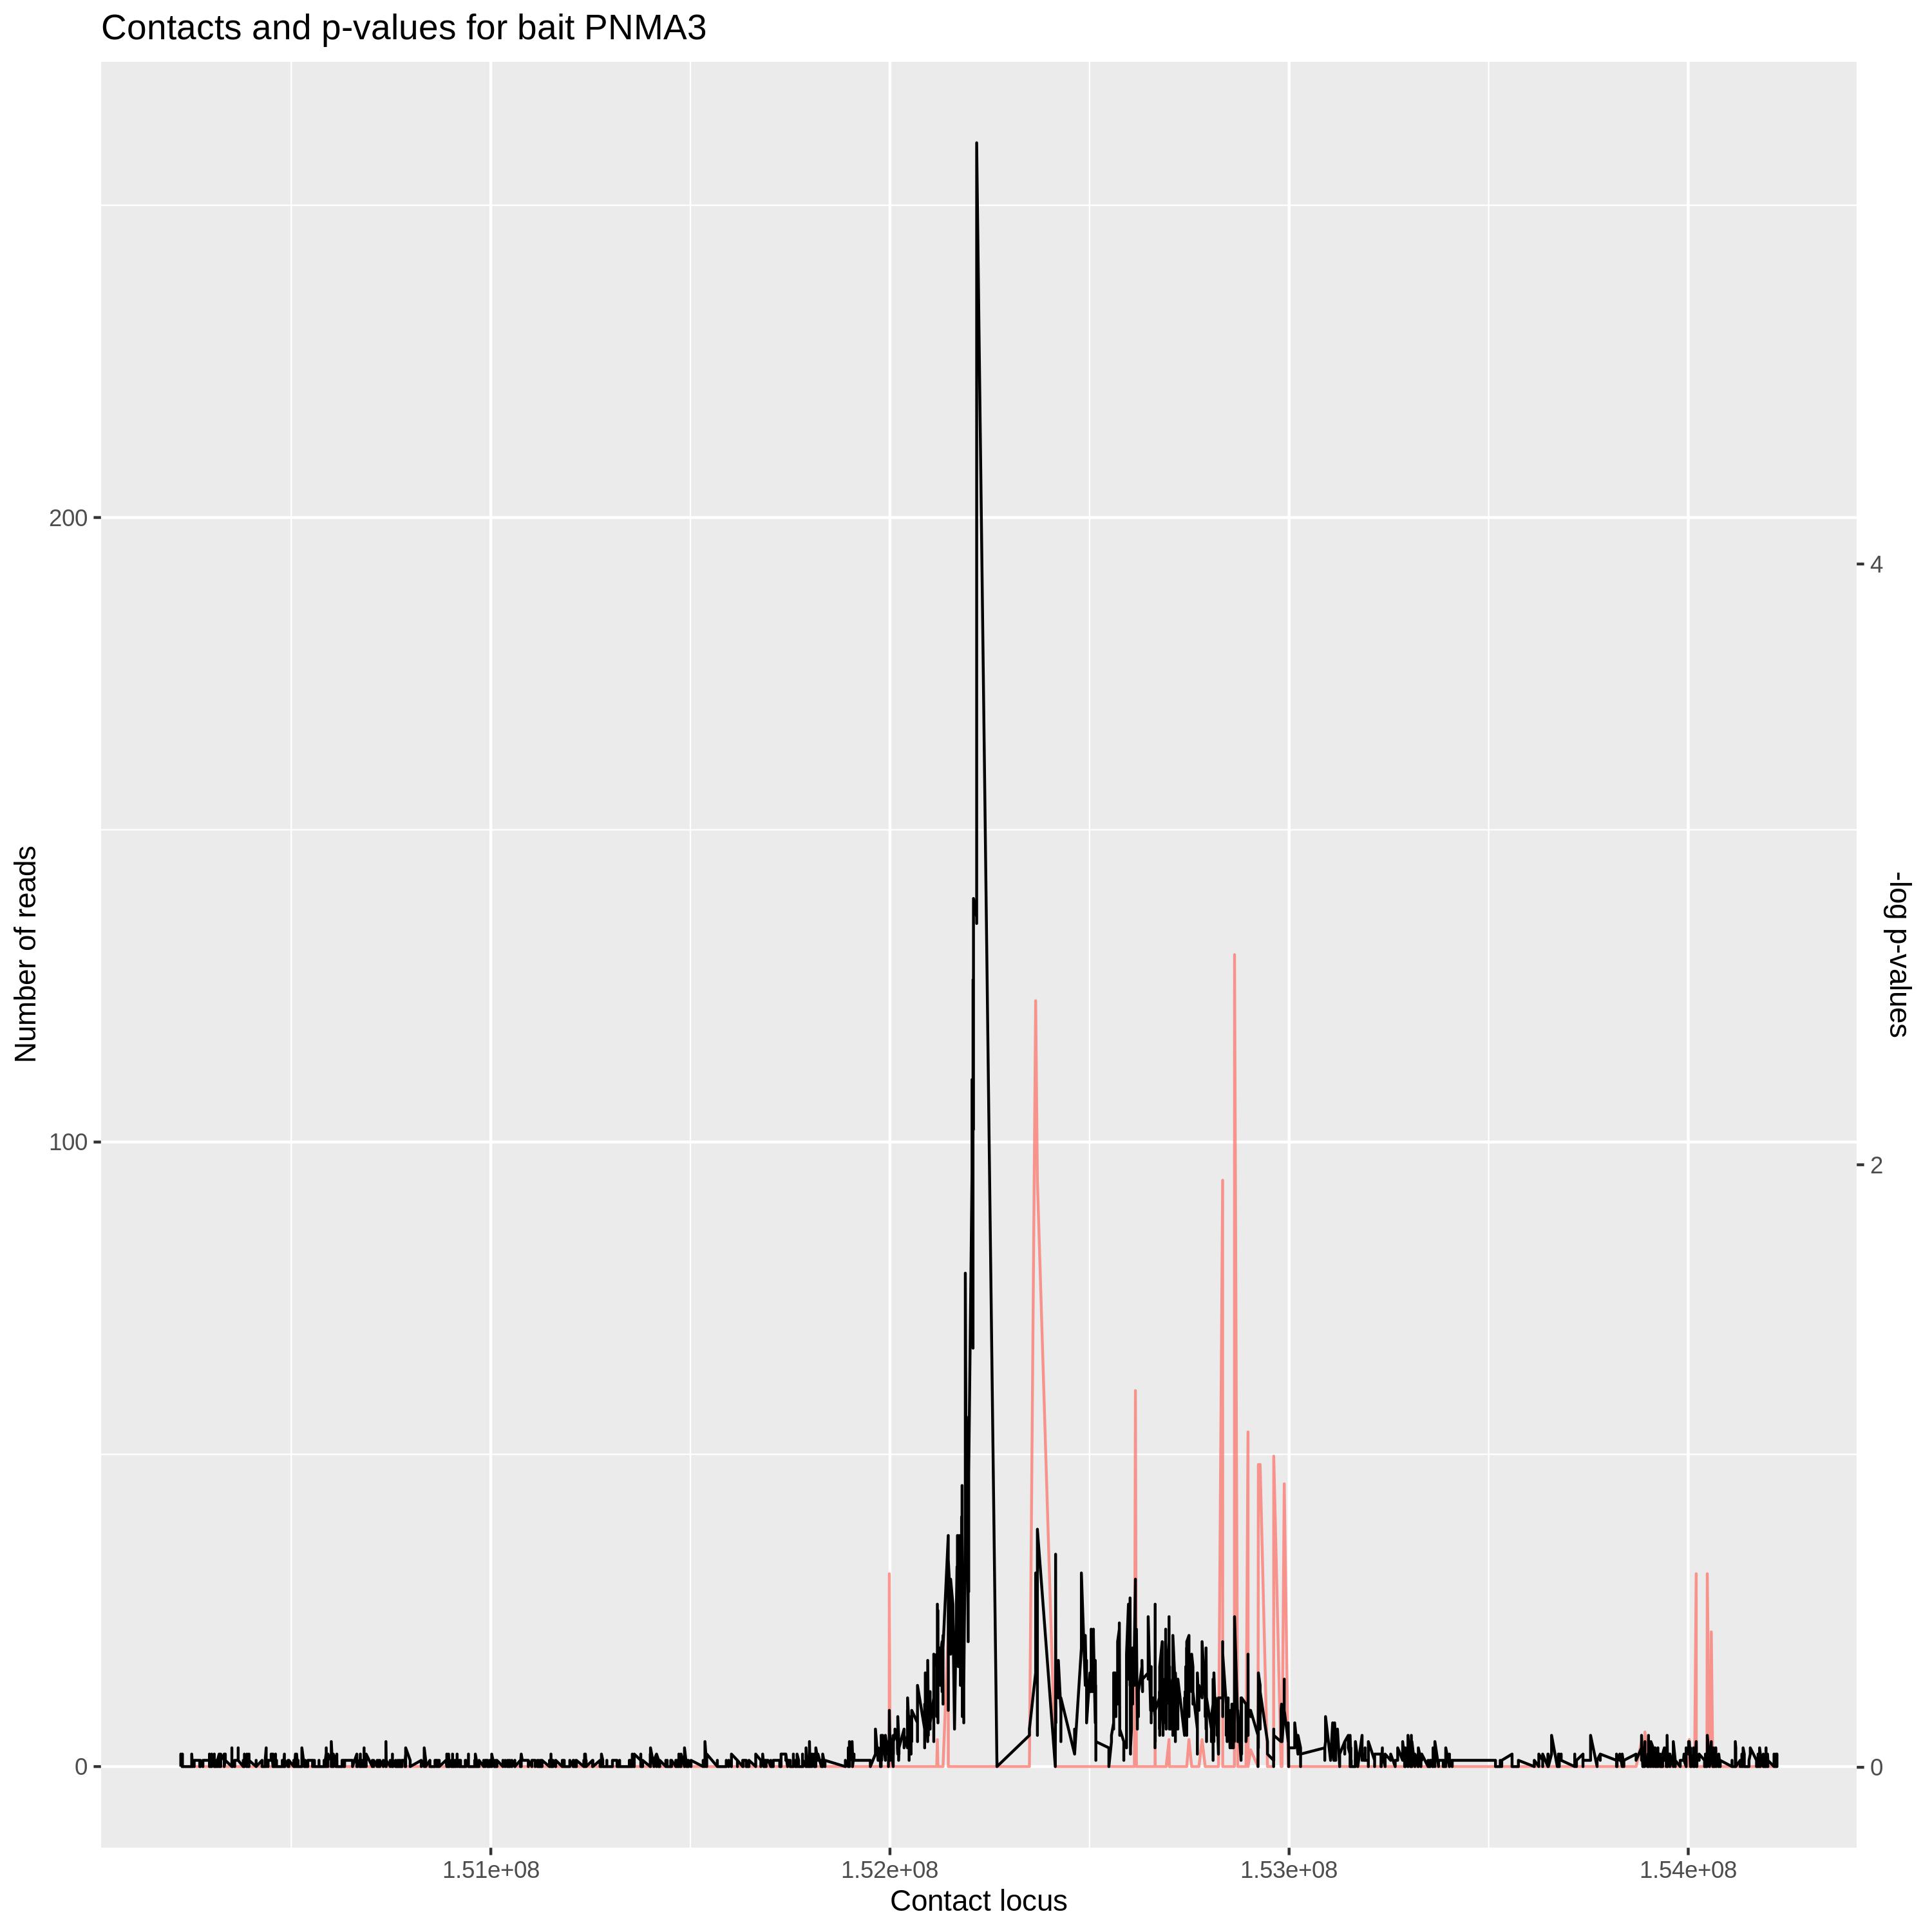 Contacts and p-values for bait PNMA3
Number of reads
200
100
0
4
2
0
-log p-values
1.51e+08
1.52e+08
1.53e+08
1.54e+08
Contact locus